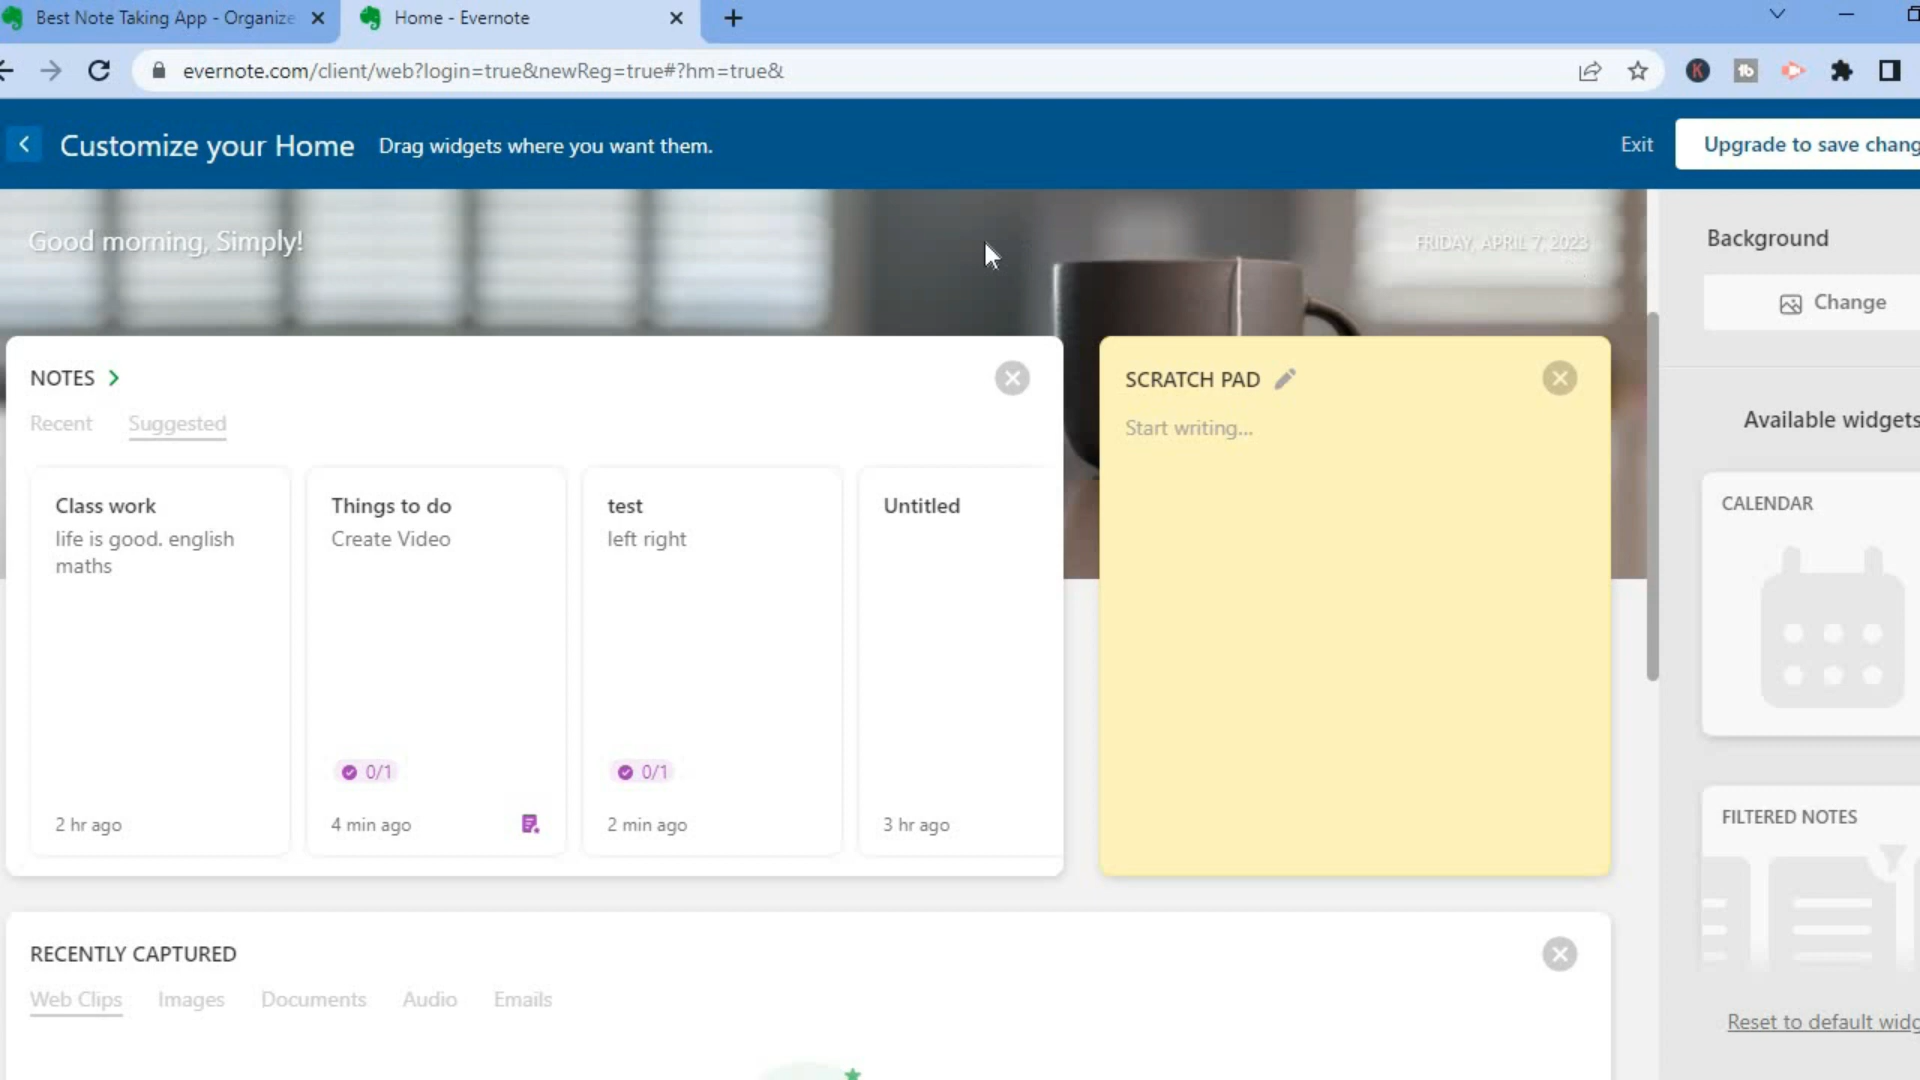 Best Note Taking App - Organize
Home - Evernote
evernote.com/client/web?login=true&newReg=true#?hm=true&
K
tb
Customize your Home
Drag widgets where you want them.
Exit
Upgrade to save chang
Good morning, Simply!
FRIDAY, APRIL 7, 2023
Background
Change
NOTES
SCRATCH PAD
Recent
Suggested
Start writing...
Available widgets
Class work
life is good. english
maths
2 hr ago
Things to do
Create Video
0/1
4 min ago
test
left right
0/1
2 min ago
Untitled
3 hr ago
CALENDAR
FILTERED NOTES
RECENTLY CAPTURED
Web Clips
Images
Documents
Audio
Emails
Reset to default widg